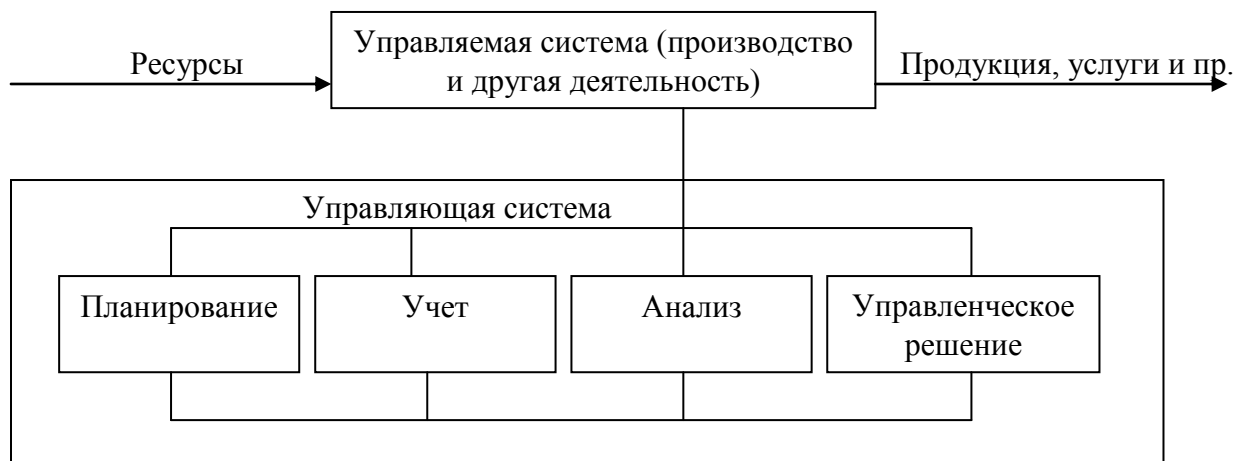 Управляемая система (производство
и другая деятельность)
Ресурсы
Продукция, услуги и пр.
Управляющая система
Планирование
Учет
Анализ
Управленческое
решение